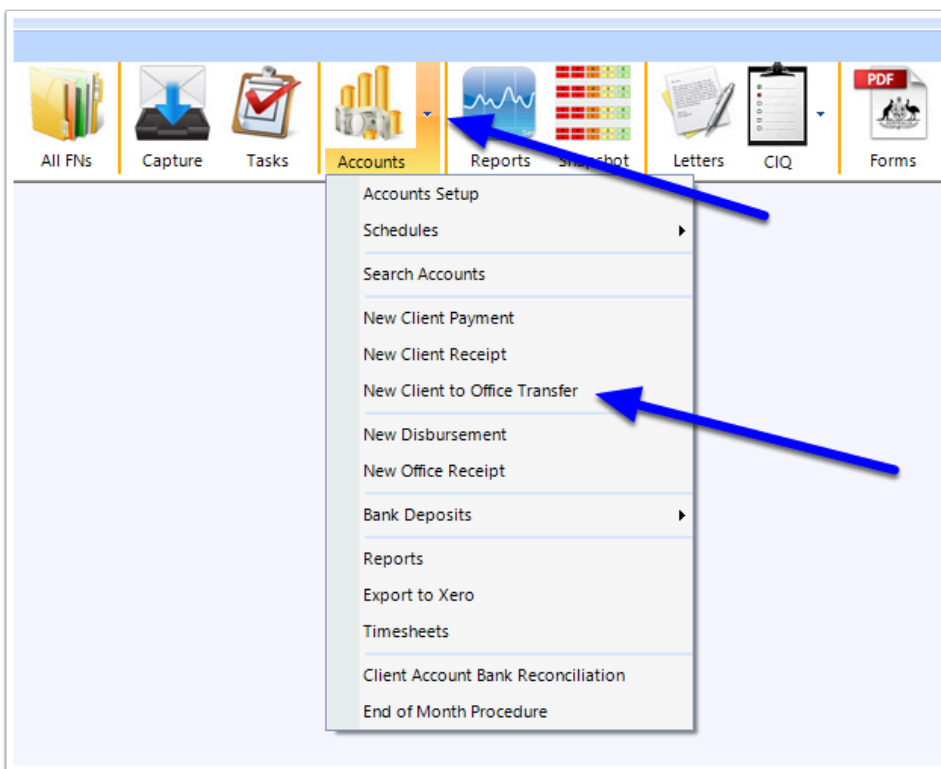 PDF
All FNs Capture Tasks Accounts Reports Snapshot Letters CIQ Forms
Accounts Setup
Schedules
Search Accounts
New Client Payment
New Client Receipt
New Client to Office Transfer
New Disbursement
New Office Receipt
Bank Deposits
Reports
Export to Xero
Timesheets
Client Account Bank Reconciliation
End of Month Procedure